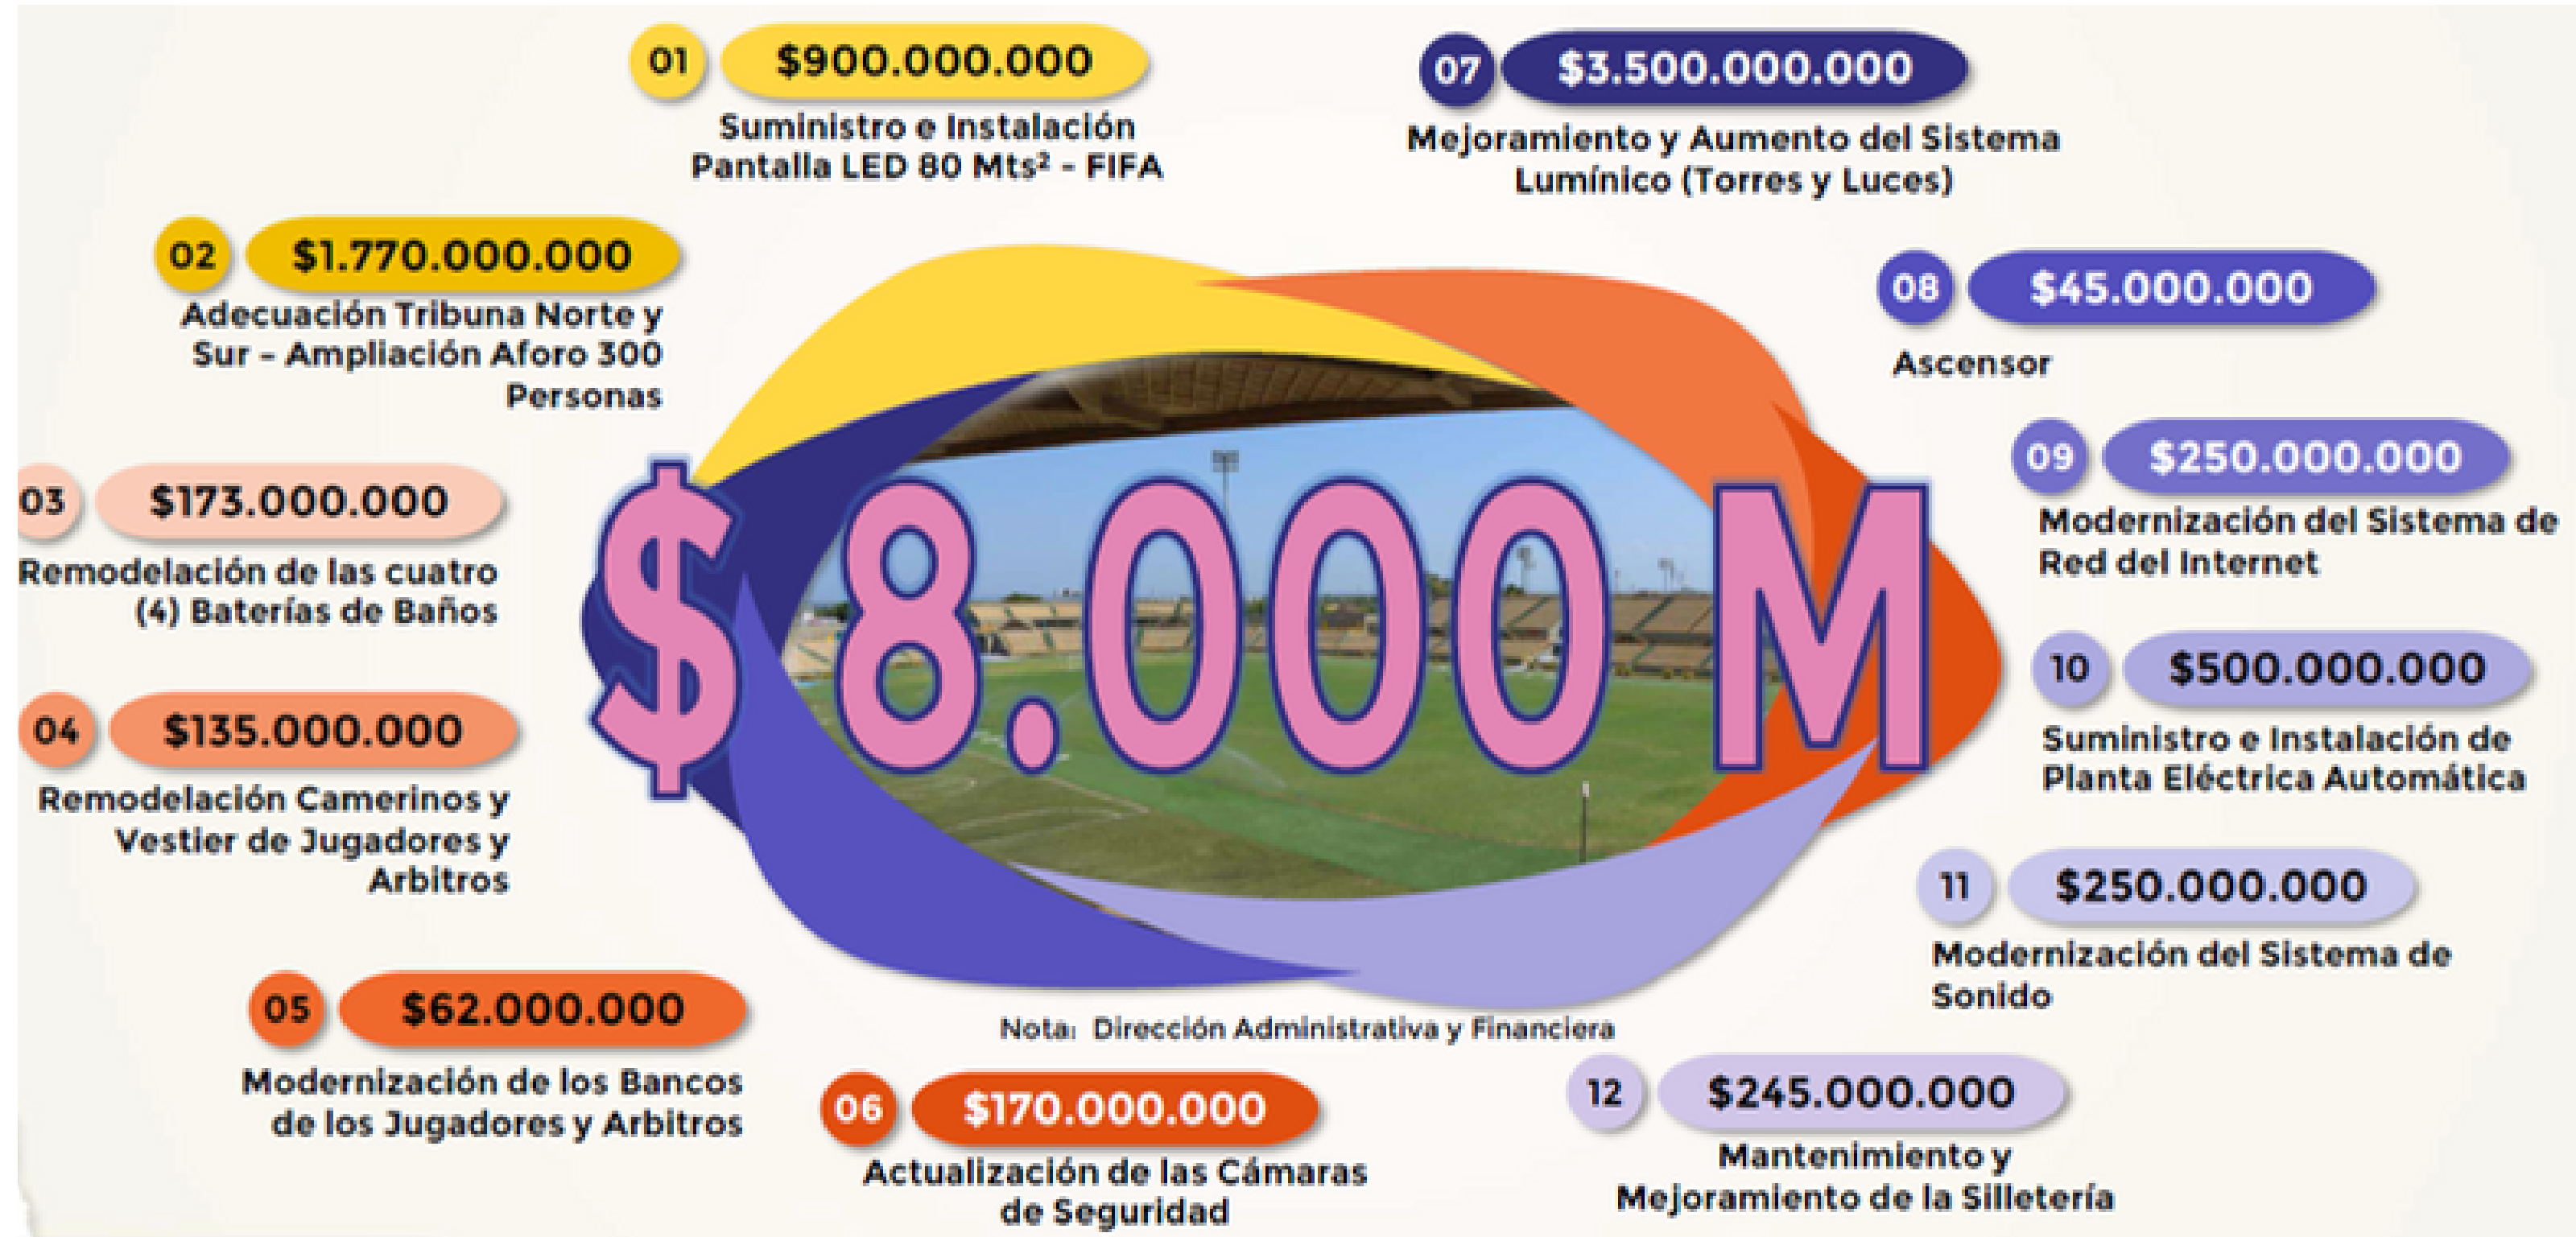 01
$900.000.000
Suministro e Instalación
Pantalla LED 80 Mts² - FIFA
02
$1.770.000.000
Adecuación Tribuna Norte y
Sur – Ampliación Aforo 300
Personas
03
$173.000.000
Remodelación de las cuatro
(4) Baterías de Baños
04
$135.000.000
Remodelación Camerinos y
Vestier de Jugadores y
Arbitros
05
$62.000.000
Modernización de los Bancos
de los Jugadores y Arbitros
06
$170.000.000
Actualización de las Cámaras
de Seguridad
$ 8.000 M
Nota: Dirección Administrativa y Financiera
07
$3.500.000.000
Mejoramiento y Aumento del Sistema
Lumínico (Torres y Luces)
08
$45.000.000
Ascensor
09
$250.000.000
Modernización del Sistema de
Red del Internet
10
$500.000.000
Suministro e Instalación de
Planta Eléctrica Automática
11
$250.000.000
Modernización del Sistema de
Sonido
12
$245.000.000
Mantenimiento y
Mejoramiento de la Silletería